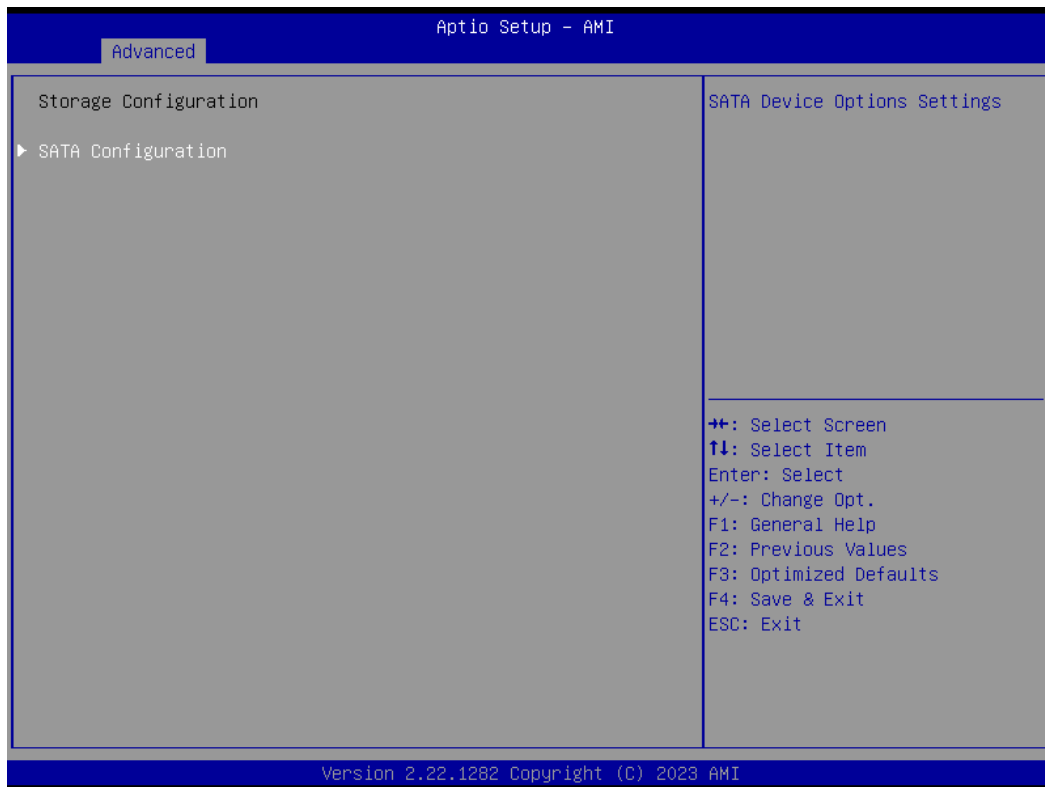 Aptio Setup – AMI
Advanced
Storage Configuration
SATA Configuration
SATA Device Options Settings
→←: Select Screen
↑↓: Select Item
Enter: Select
+/-: Change Opt.
F1: General Help
F2: Previous Values
F3: Optimized Defaults
F4: Save & Exit
ESC: Exit
Version 2.22.1282 Copyright (C) 2023 AMI